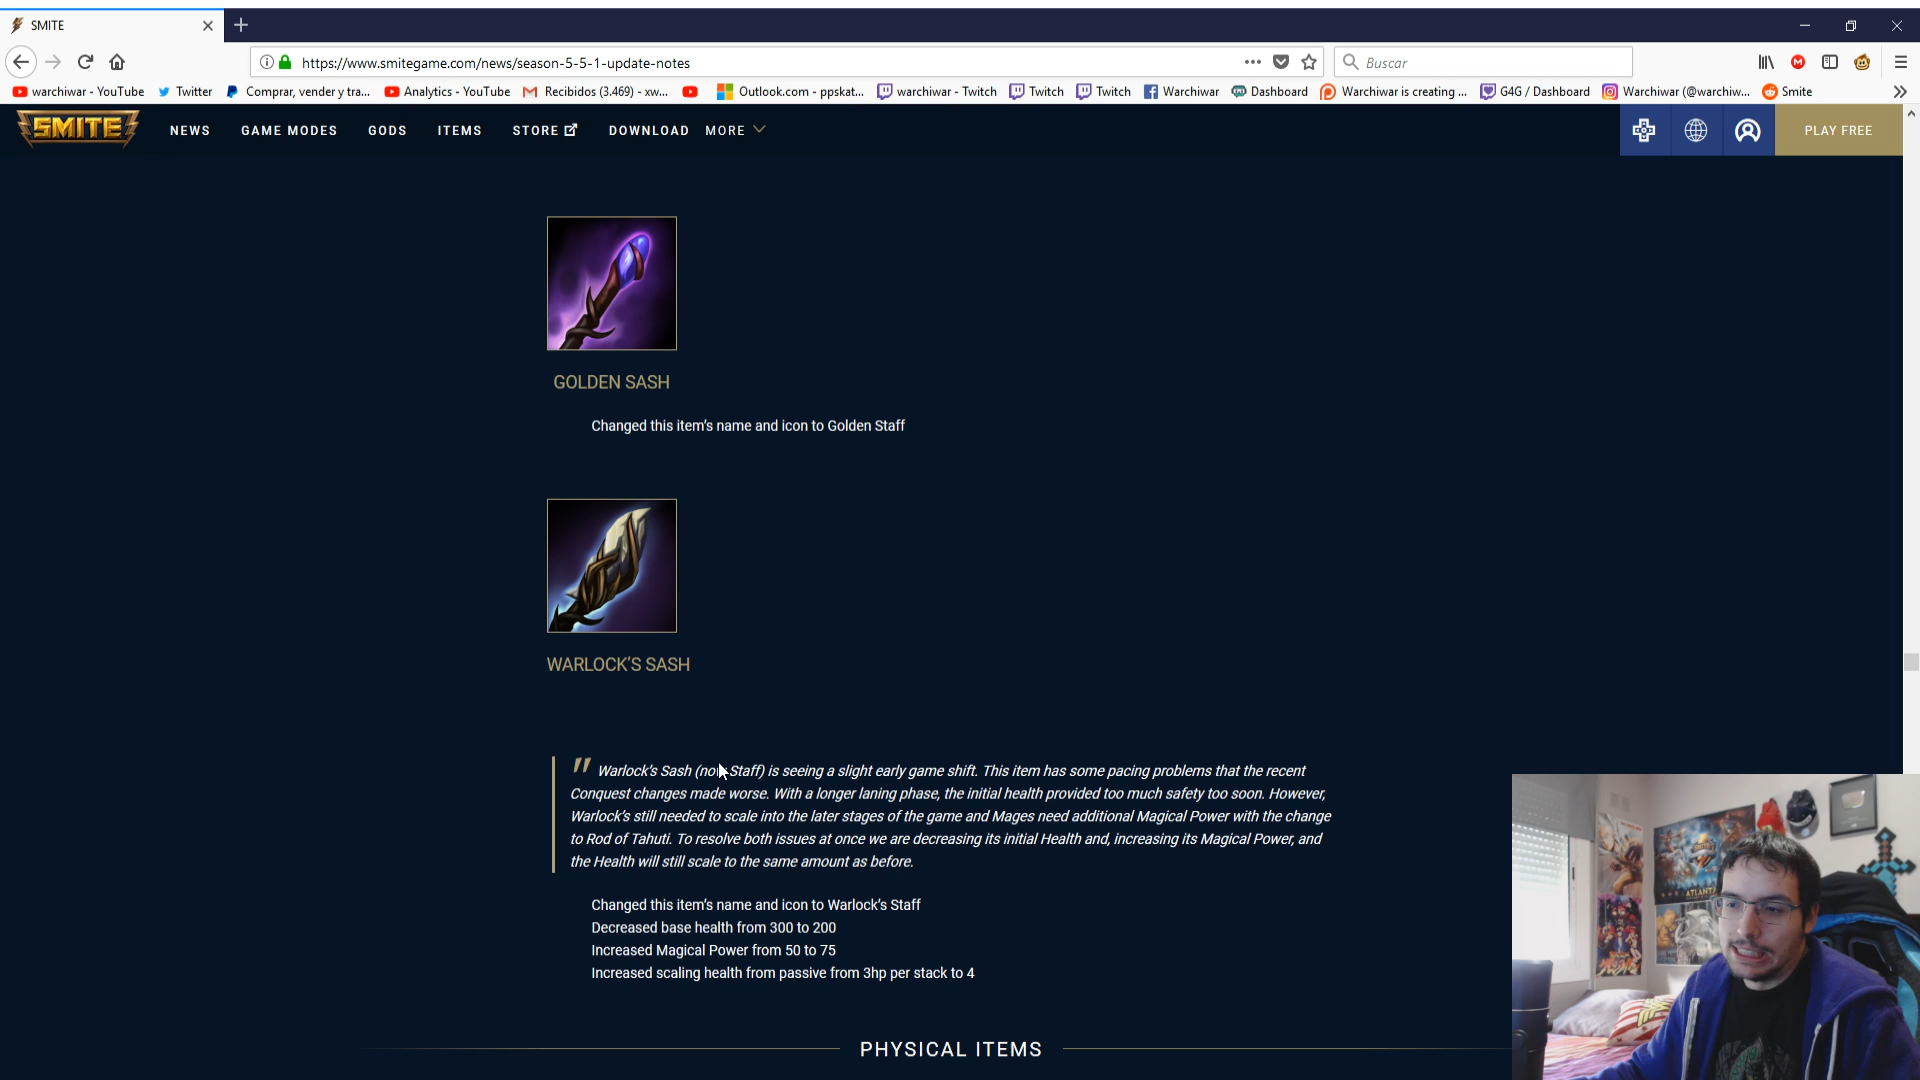 SMITE
https://www.smitegame.com/news/season-5-5-1-update-notes
Buscar
warchiwar - YouTube
Twitter
Comprar, vender y tra...
Analytics - YouTube
Recibidos (3.469) - xw...
Outlook.com - ppskat...
warchiwar - Twitch
Twitch
Twitch
Warchiwar
Dashboard
Warchiwar is creating ...
G4G / Dashboard
Warchiwar (@warchiw...
Smite
SMITE
NEWS
GAME MODES
GODS
ITEMS
STORE
DOWNLOAD
MORE
PLAY FREE
GOLDEN SASH
Changed this item's name and icon to Golden Staff
WARLOCK'S SASH
" Warlock's Sash (now Staff) is seeing a slight early game shift. This item has some pacing problems that the recent
Conquest changes made worse. With a longer laning phase, the initial health provided too much safety too soon. However,
Warlock's still needed to scale into the later stages of the game and Mages need additional Magical Power with the change
to Rod of Tahuti. To resolve both issues at once we are decreasing its initial Health and, increasing its Magical Power, and
the Health will still scale to the same amount as before.
Changed this item's name and icon to Warlock's Staff
Decreased base health from 300 to 200
Increased Magical Power from 50 to 75
Increased scaling health from passive from 3hp per stack to 4
PHYSICAL ITEMS